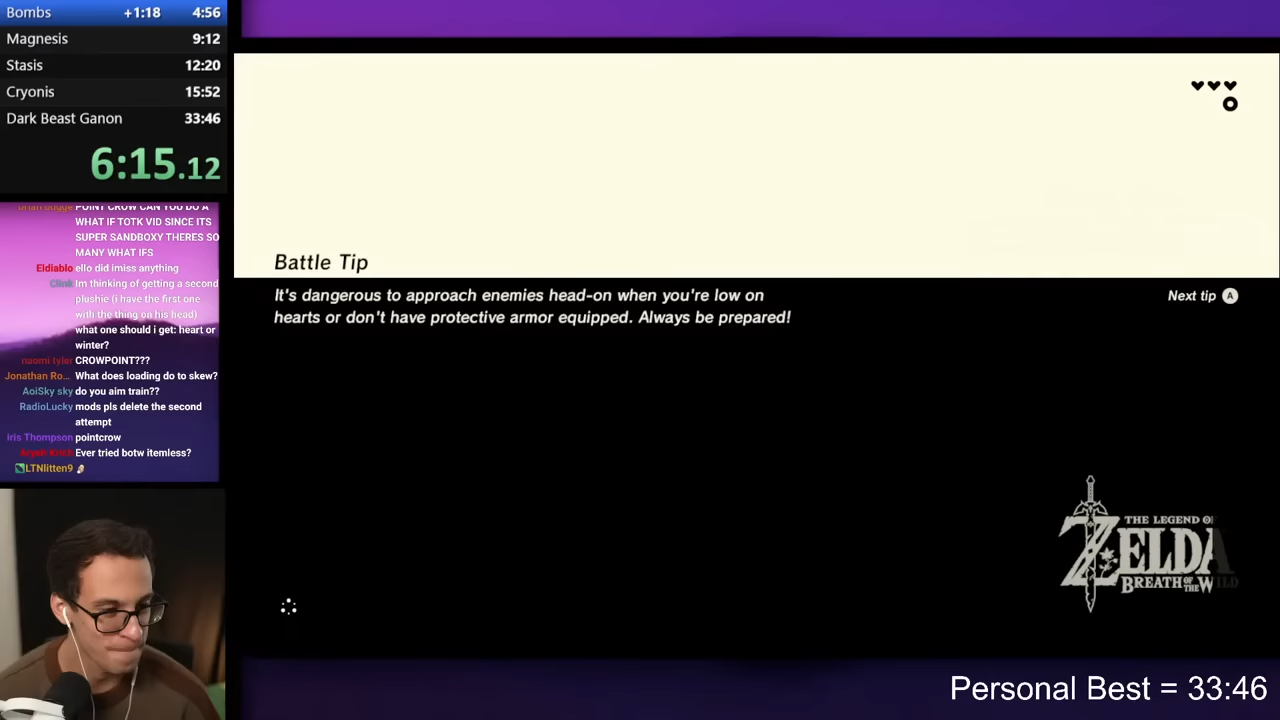 Bombs +1:18 4:56
Magnesis 9:12
Stasis 12:20
Cryonis 15:52
Dark Beast Ganon 33:46
6:15.12
POINT CROW CAN YOU DO A
WHAT IF TOTK VID SINCE ITS
SUPER SANDBOXY THERES SO
MANY WHAT IFS
Eldiablo ello did imiss anything
Clink Im thinking of getting a second
plushie (i have the first one
with the thing on his head)
what one should i get: heart or
winter?
naomi tyler CROWPOINT???
Jonathan Ro... What does loading do to skew?
AoiSky sky do you aim train??
RadioLucky mods pls delete the second
attempt
Iris Thompson pointcrow
Ever tried botw itemless?
LTNlitten9
Battle Tip
It's dangerous to approach enemies head-on when you're low on
hearts or don't have protective armor equipped. Always be prepared!
Next tip A
THE LEGEND OF
ZELDA
BREATH OF THE WILD
Personal Best = 33:46